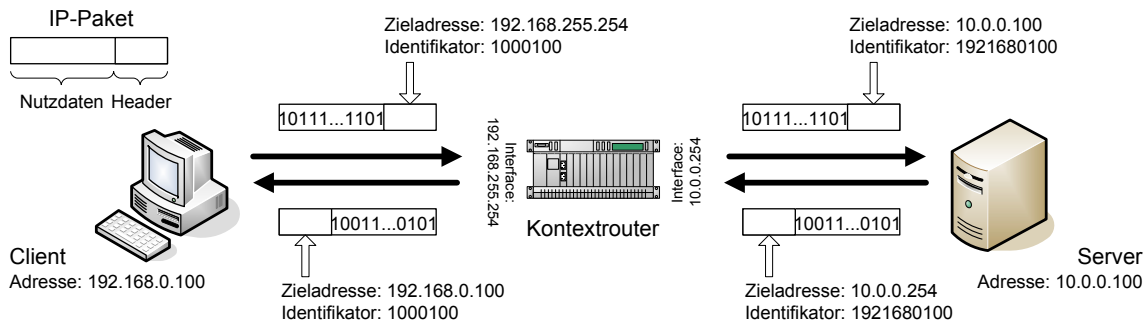 IP-Paket
Nutzdaten Header
Zieladresse: 192.168.255.254
Identifikator: 1000100
Zieladresse: 10.0.0.100
Identifikator: 1921680100
10111...1101
10111...1101
Interface:
192.168.255.254
Interface:
10.0.0.254
10011...0101
10011...0101
Kontextrouter
Client
Adresse: 192.168.0.100
Server
Adresse: 10.0.0.100
Zieladresse: 192.168.0.100
Identifikator: 1000100
Zieladresse: 10.0.0.254
Identifikator: 1921680100